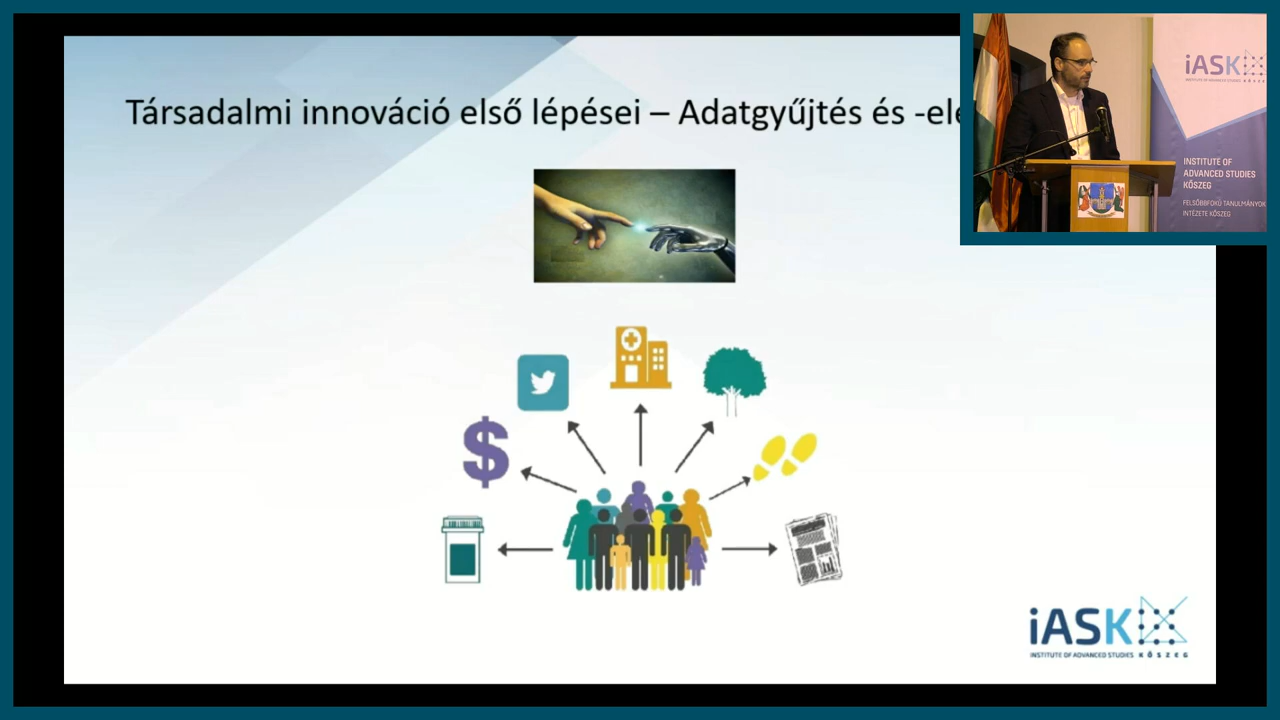 Társadalmi innováció első lépései – Adatgyűjtés és
iASK
INSTITUTE OF
ADVANCED STUDIES
KŐSZEG
FELSŐBBFOKÚ TANULMÁNYOK
INTÉZETE KŐSZEG
$
iASK
INSTITUTE OF ADVANCED STUDIES KŐSZEG